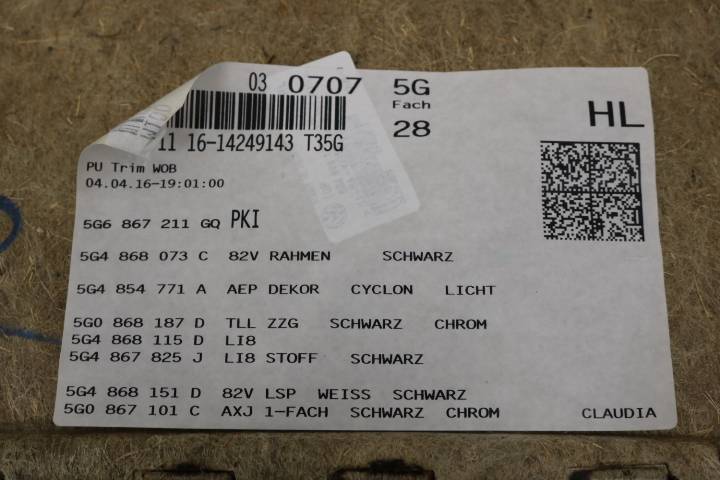 03 0707 5G
Fach
28
HL
11 16-14249143 T35G
PU Trim WOB
04.04.16-19:01:00
5G6 867 211 GQ PKI
5G4 868 073 C 82V RAHMEN SCHWARZ
5G4 854 771 A AEP DEKOR CYCLON LICHT
5G0 868 187 D TLL ZZG SCHWARZ CHROM
5G4 868 115 D LI8
5G4 867 825 J LI8 STOFF SCHWARZ
5G4 868 151 D 82V LSP WEISS SCHWARZ
5G0 867 101 C AXJ 1-FACH SCHWARZ CHROM CLAUDIA